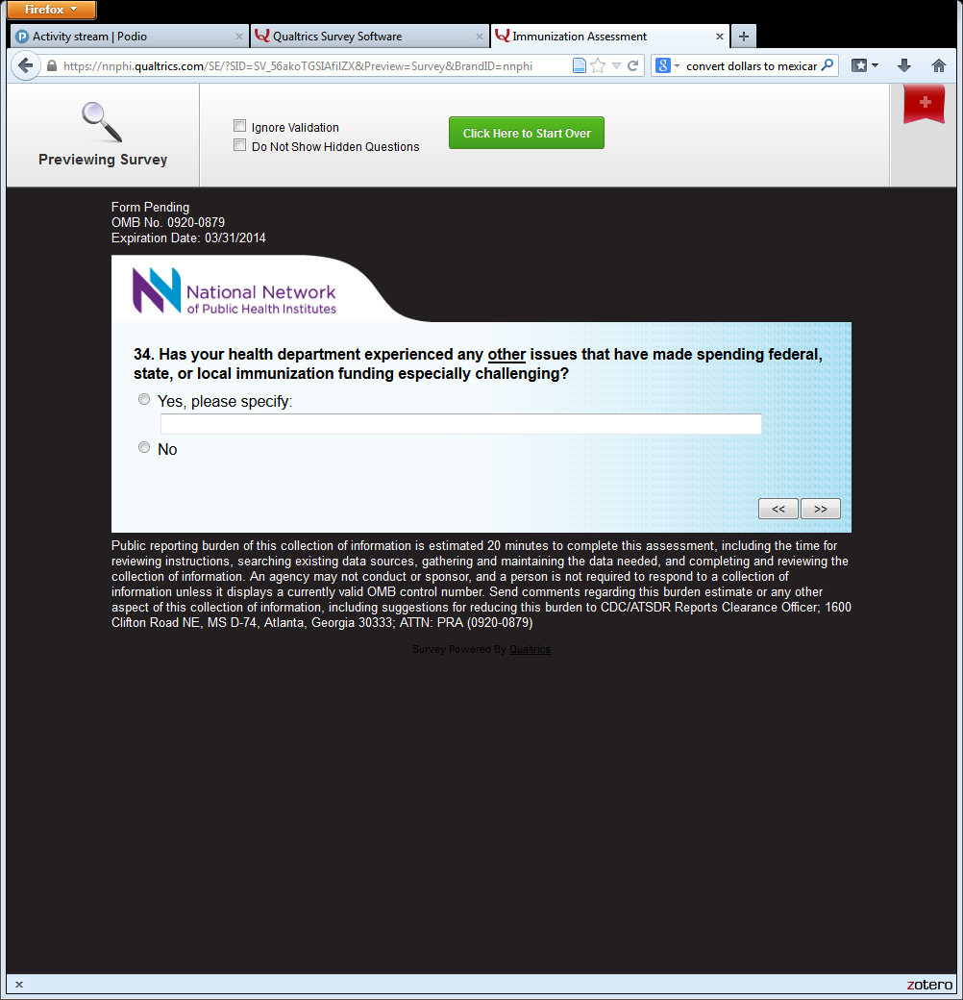 Firefox
Activity stream | Podio
Qualtrics Survey Software
Immunization Assessment
https://nnphi.qualtrics.com/SE/?SID=SV_56akoTGSIAfiIZX&Preview=Survey&BrandID=nnphi
convert dollars to mexicar
Previewing Survey
Ignore Validation
Do Not Show Hidden Questions
Click Here to Start Over
Form Pending
OMB No. 0920-0879
Expiration Date: 03/31/2014
National Network
of Public Health Institutes
34. Has your health department experienced any other issues that have made spending federal,
state, or local immunization funding especially challenging?
Yes, please specify:
No
<< >>
Public reporting burden of this collection of information is estimated 20 minutes to complete this assessment, including the time for
reviewing instructions, searching existing data sources, gathering and maintaining the data needed, and completing and reviewing the
collection of information. An agency may not conduct or sponsor, and a person is not required to respond to a collection of
information unless it displays a currently valid OMB control number. Send comments regarding this burden estimate or any other
aspect of this collection of information, including suggestions for reducing this burden to CDC/ATSDR Reports Clearance Officer; 1600
Clifton Road NE, MS D-74, Atlanta, Georgia 30333; ATTN: PRA (0920-0879)
Survey Powered By Qualtrics
zotero